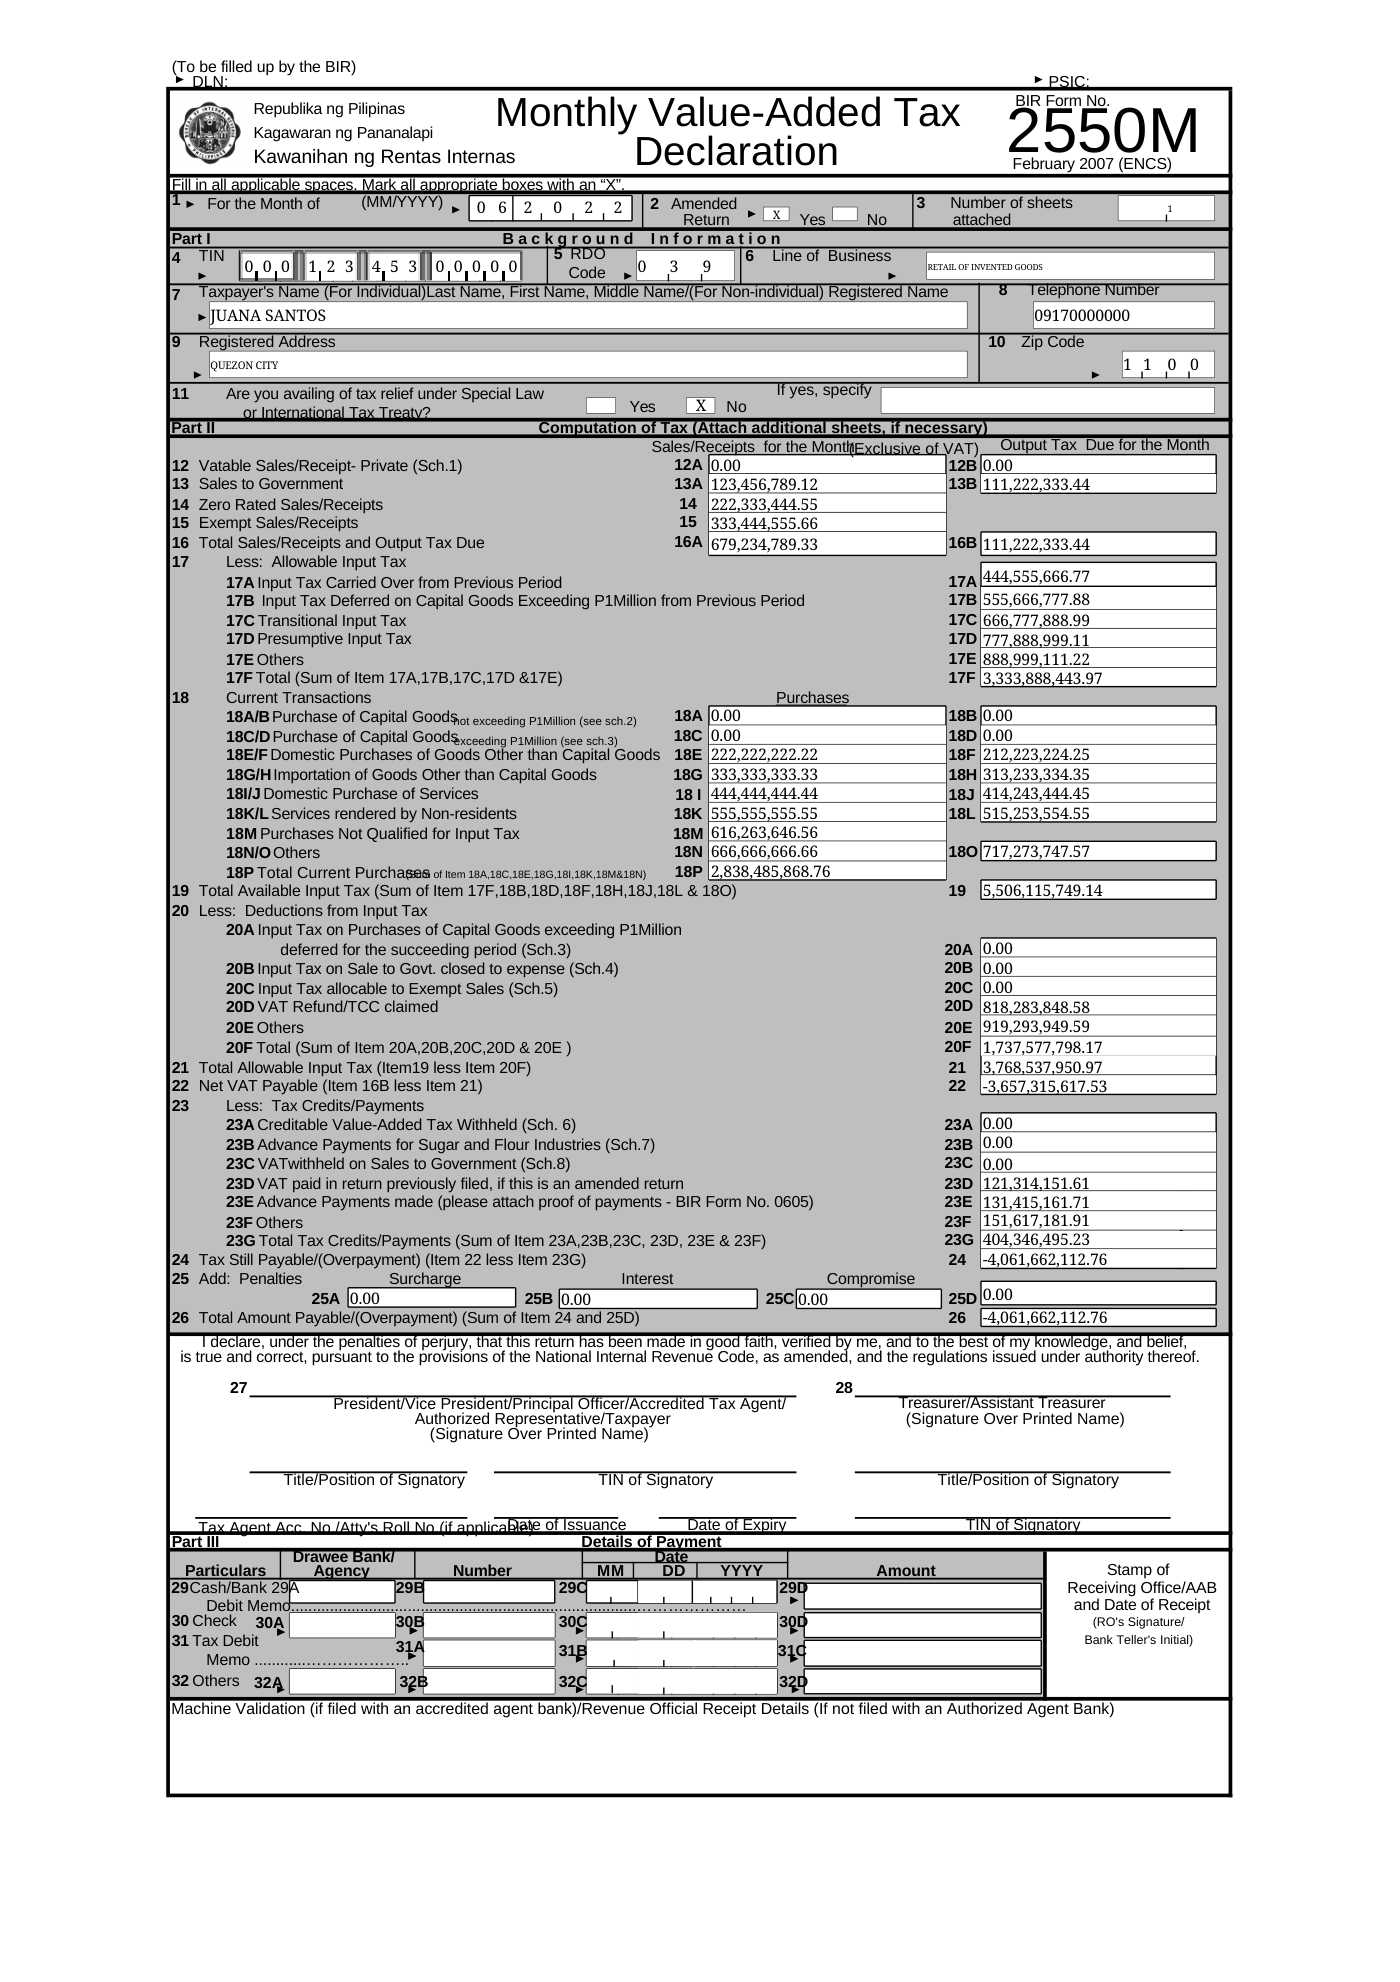 (To be filled up by the BIR)
DLN: PSIC:
Republika ng Pilipinas
Kagawaran ng Pananalapi
Kawanihan ng Rentas Internas
Monthly Value-Added Tax
Declaration
BIR Form No.
2550M
February 2007 (ENCS)
Fill in all applicable spaces. Mark all appropriate boxes with an “X”.
1 For the Month of (MM/YYYY) 0 6 2 0 2 2 2 Amended Return X Yes No 3 Number of sheets attached 1
Part I Background Information
4 TIN 0 0 0 1 2 3 4 5 3 0 0 0 0 0 5 RDO Code 0 3 9 6 Line of Business RETAIL OF INVENTED GOODS
7 Taxpayer's Name (For Individual)Last Name, First Name, Middle Name/(For Non-individual) Registered Name 8 Telephone Number
JUANA SANTOS 09170000000
9 Registered Address 10 Zip Code
QUEZON CITY 1 1 0 0
11 Are you availing of tax relief under Special Law
or International Tax Treaty? Yes X No If yes, specify
Part II Computation of Tax (Attach additional sheets, if necessary)
Sales/Receipts for the Month (Exclusive of VAT) Output Tax Due for the Month
12 Vatable Sales/Receipt- Private (Sch.1) 12A 0.00 12B 0.00
13 Sales to Government 13A 123,456,789.12 13B 111,222,333.44
14 Zero Rated Sales/Receipts 14 222,333,444.55
15 Exempt Sales/Receipts 15 333,444,555.66
16 Total Sales/Receipts and Output Tax Due 16A 679,234,789.33 16B 111,222,333.44
17 Less: Allowable Input Tax
17A Input Tax Carried Over from Previous Period 17A 444,555,666.77
17B Input Tax Deferred on Capital Goods Exceeding P1Million from Previous Period 17B 555,666,777.88
17C Transitional Input Tax 17C 666,777,888.99
17D Presumptive Input Tax 17D 777,888,999.11
17E Others 17E 888,999,111.22
17F Total (Sum of Item 17A,17B,17C,17D &17E) 17F 3,333,888,443.97
18 Current Transactions Purchases
18A/B Purchase of Capital Goods not exceeding P1Million (see sch.2) 18A 0.00 18B 0.00
18C/D Purchase of Capital Goods exceeding P1Million (see sch.3) 18C 0.00 18D 0.00
18E/F Domestic Purchases of Goods Other than Capital Goods 18E 222,222,222.22 18F 212,223,224.25
18G/H Importation of Goods Other than Capital Goods 18G 333,333,333.33 18H 313,233,334.35
18I/J Domestic Purchase of Services 18 I 444,444,444.44 18J 414,243,444.45
18K/L Services rendered by Non-residents 18K 555,555,555.55 18L 515,253,554.55
18M Purchases Not Qualified for Input Tax 18M 616,263,646.56
18N/O Others 18N 666,666,666.66 18O 717,273,747.57
18P Total Current Purchases (Sum of Item 18A,18C,18E,18G,18I,18K,18M&18N) 18P 2,838,485,868.76
19 Total Available Input Tax (Sum of Item 17F,18B,18D,18F,18H,18J,18L & 18O) 19 5,506,115,749.14
20 Less: Deductions from Input Tax
20A Input Tax on Purchases of Capital Goods exceeding P1Million
deferred for the succeeding period (Sch.3) 20A 0.00
20B Input Tax on Sale to Govt. closed to expense (Sch.4) 20B 0.00
20C Input Tax allocable to Exempt Sales (Sch.5) 20C 0.00
20D VAT Refund/TCC claimed 20D 818,283,848.58
20E Others 20E 919,293,949.59
20F Total (Sum of Item 20A,20B,20C,20D & 20E ) 20F 1,737,577,798.17
21 Total Allowable Input Tax (Item19 less Item 20F) 21 3,768,537,950.97
22 Net VAT Payable (Item 16B less Item 21) 22 -3,657,315,617.53
23 Less: Tax Credits/Payments
23A Creditable Value-Added Tax Withheld (Sch. 6) 23A 0.00
23B Advance Payments for Sugar and Flour Industries (Sch.7) 23B 0.00
23C VATwithheld on Sales to Government (Sch.8) 23C 0.00
23D VAT paid in return previously filed, if this is an amended return 23D 121,314,151.61
23E Advance Payments made (please attach proof of payments - BIR Form No. 0605) 23E 131,415,161.71
23F Others 23F 151,617,181.91
23G Total Tax Credits/Payments (Sum of Item 23A,23B,23C, 23D, 23E & 23F) 23G 404,346,495.23
24 Tax Still Payable/(Overpayment) (Item 22 less Item 23G) 24 -4,061,662,112.76
25 Add: Penalties Surcharge Interest Compromise
25A 0.00 25B 0.00 25C 0.00 25D 0.00
26 Total Amount Payable/(Overpayment) (Sum of Item 24 and 25D) 26 -4,061,662,112.76
I declare, under the penalties of perjury, that this return has been made in good faith, verified by me, and to the best of my knowledge, and belief,
is true and correct, pursuant to the provisions of the National Internal Revenue Code, as amended, and the regulations issued under authority thereof.
27 28
President/Vice President/Principal Officer/Accredited Tax Agent/ Treasurer/Assistant Treasurer
Authorized Representative/Taxpayer (Signature Over Printed Name)
(Signature Over Printed Name)
Title/Position of Signatory TIN of Signatory Title/Position of Signatory
Tax Agent Acc. No./Atty's Roll No.(if applicable) Date of Issuance Date of Expiry TIN of Signatory
Part III Details of Payment
Particulars Drawee Bank/ Agency Number Date MM DD YYYY Amount
29 Cash/Bank 29A 29B 29C 29D
Debit Memo
30 Check 30A 30B 30C 30D
31 Tax Debit 31A 31B 31C
Memo
32 Others 32A 32B 32C 32D
Stamp of
Receiving Office/AAB
and Date of Receipt
(RO's Signature/
Bank Teller's Initial)
Machine Validation (if filed with an accredited agent bank)/Revenue Official Receipt Details (If not filed with an Authorized Agent Bank)